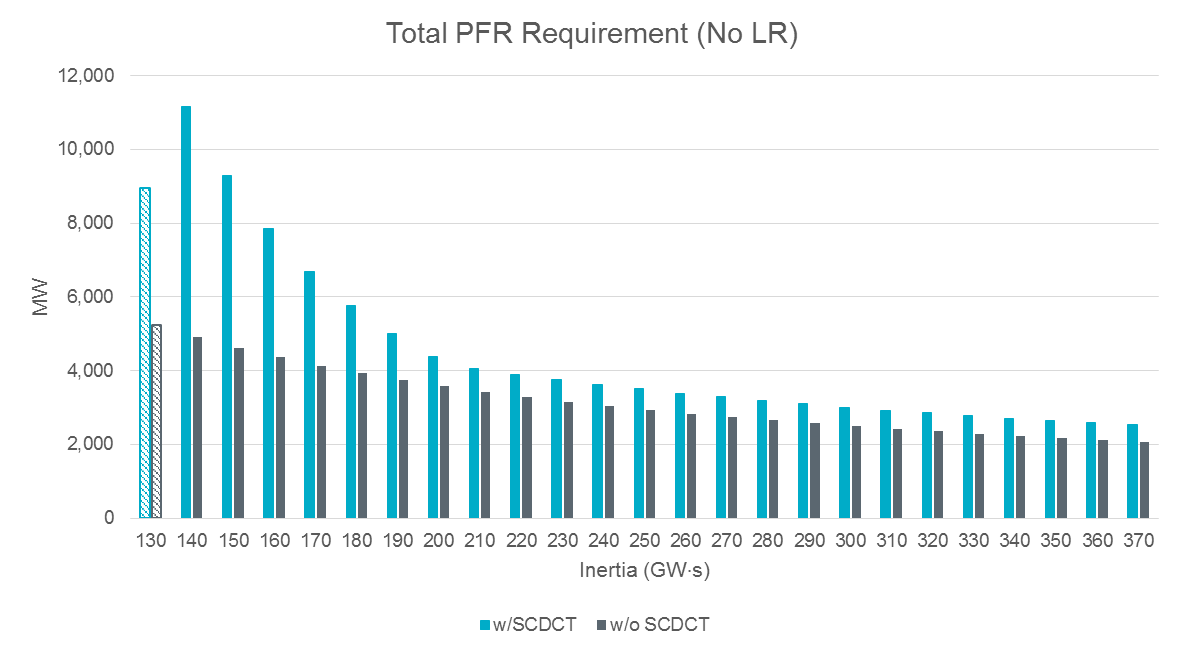 Total PFR Requirement (No LR)
12,000
10,000
8,000
6,000
4,000
2,000
0
MW
130 140 150 160 170 180 190 200 210 220 230 240 250 260 270 280 290 300 310 320 330 340 350 360 370
Inertia (GW·s)
w/SCDCT w/o SCDCT